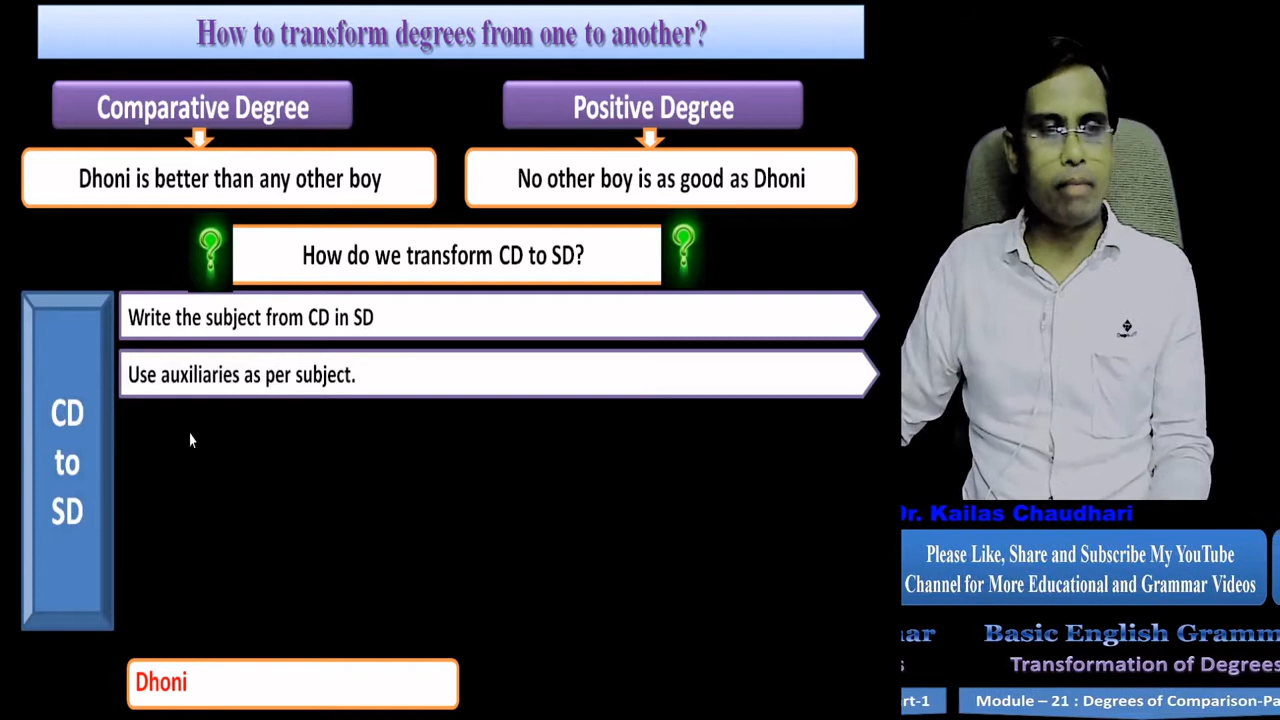 How to transform degrees from one to another?
Comparative Degree
Positive Degree
Dhoni is better than any other boy
No other boy is as good as Dhoni
? How do we transform CD to SD? ?
CD
to
SD
Write the subject from CD in SD
Use auxiliaries as per subject.
Dhoni
Dr. Kailas Chaudhari
Please Like, Share and Subscribe My YouTube
Channel for More Educational and Grammar Videos
ar Basic English Gramm
s Transformation of Degrees
rt-1 Module – 21 : Degrees of Comparison-Pa